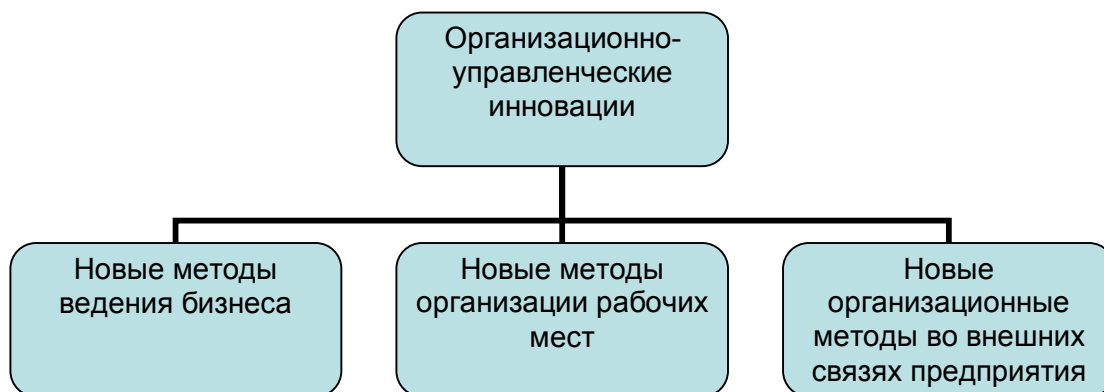 Организационно-
управленческие
инновации
Новые методы
ведения бизнеса
Новые методы
организации рабочих
мест
Новые
организационные
методы во внешних
связях предприятия